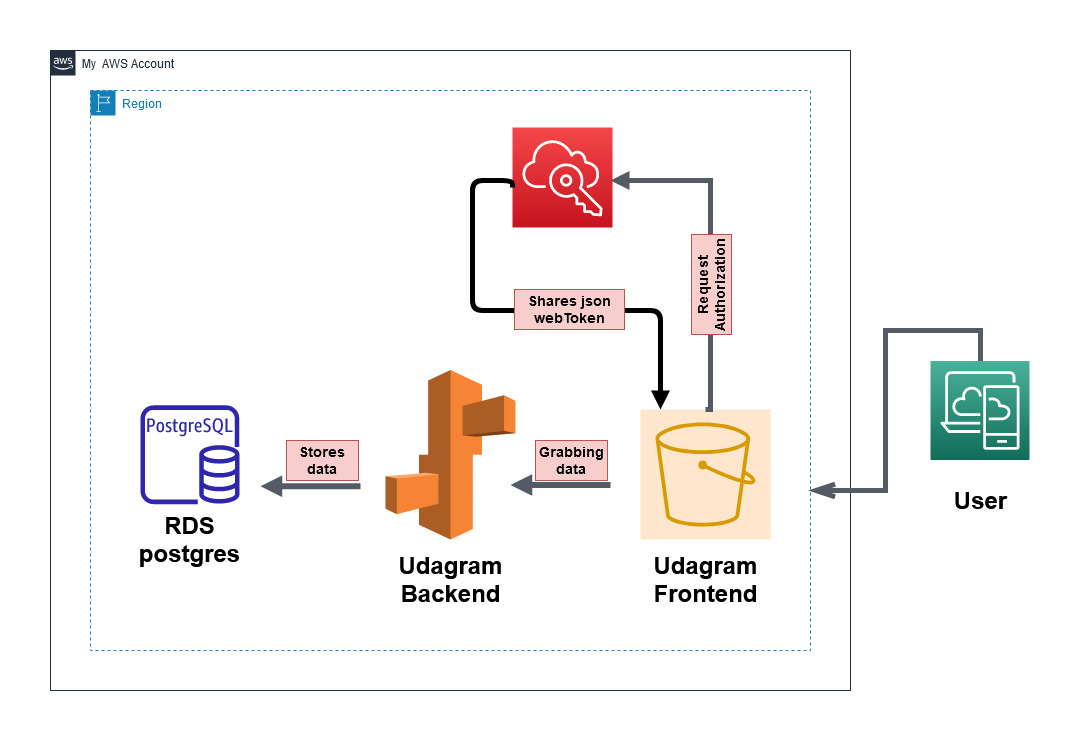 aws
My AWS Account
Region
Request
Authorization
Shares json
webToken
PostgreSQL
Stores
data
Grabbing
data
RDS
postgres
Udagram
Backend
Udagram
Frontend
User